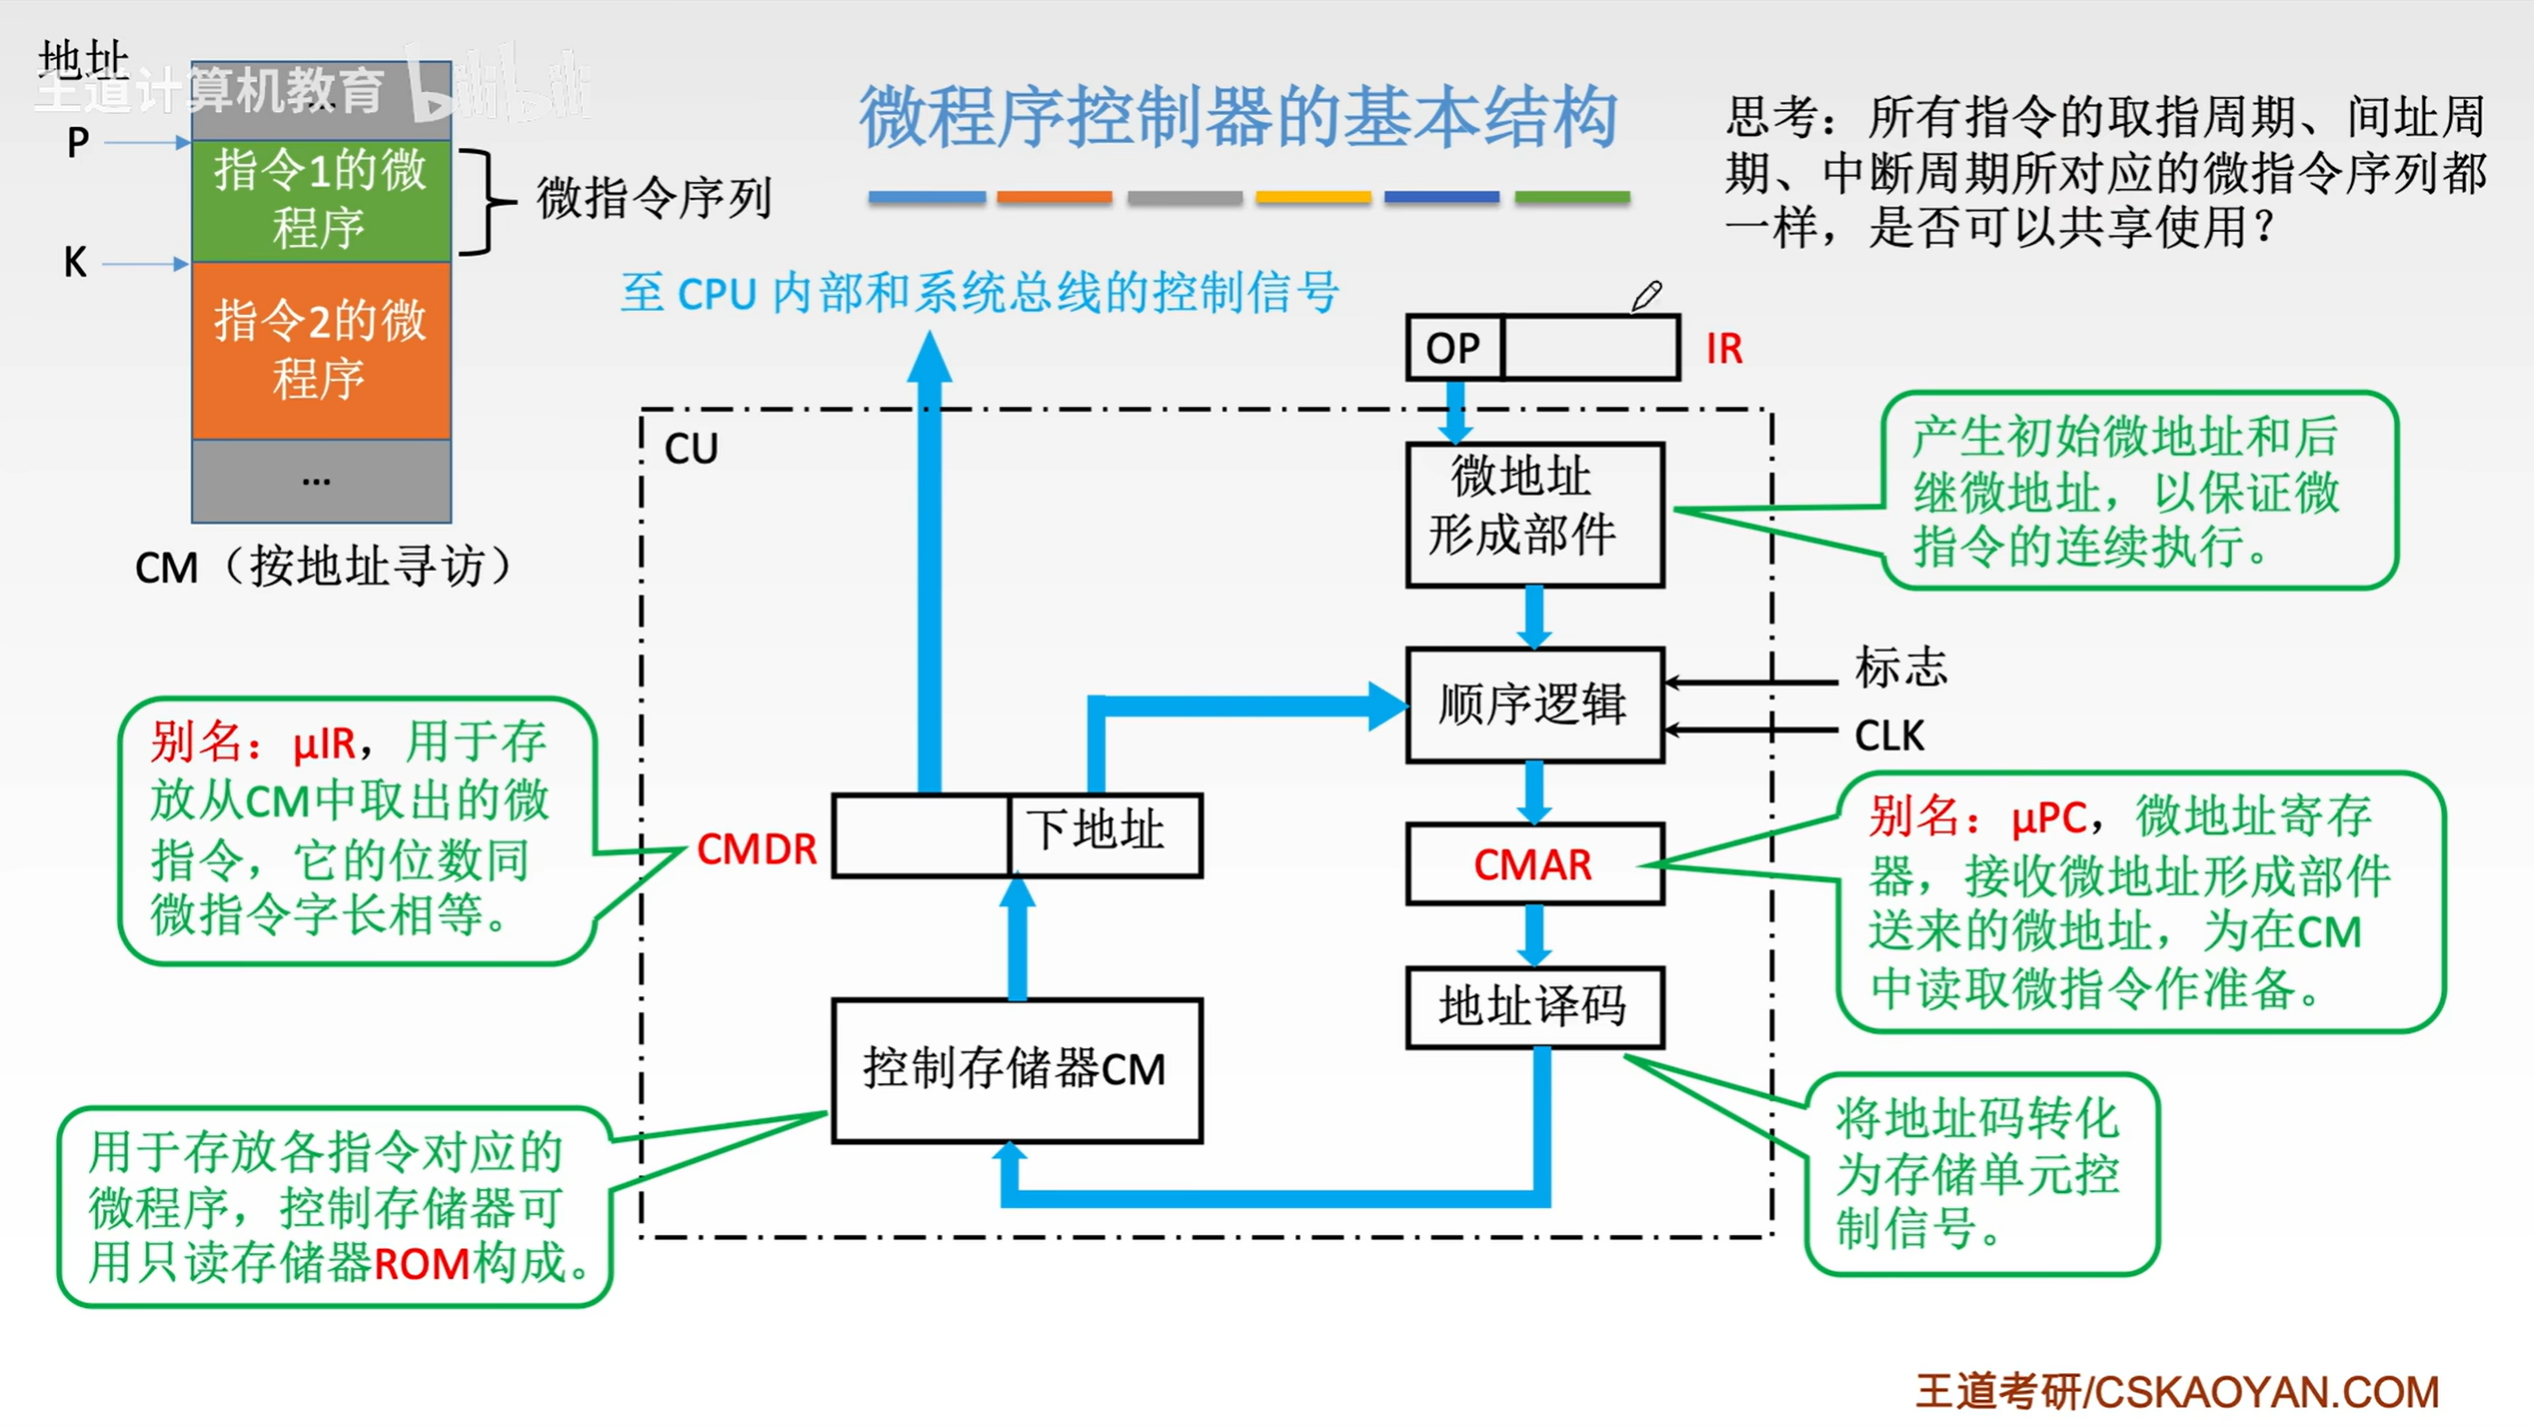 地址
王道计算机教育 bilibili
...
P
指令1的微
程序
微指令序列
K
指令2的微
程序
...
CM（按地址寻访）
微程序控制器的基本结构
思考：所有指令的取指周期、间址周
期、中断周期所对应的微指令序列都
一样，是否可以共享使用？
至 CPU 内部和系统总线的控制信号
OP
IR
CU
微地址
形成部件
产生初始微地址和后
继微地址，以保证微
指令的连续执行。
顺序逻辑
标志
CLK
别名：μIR，用于存
放从CM中取出的微
指令，它的位数同
微指令字长相等。
CMDR
下地址
CMAR
别名：μPC，微地址寄存
器，接收微地址形成部件
送来的微地址，为在CM
中读取微指令作准备。
地址译码
控制存储器CM
用于存放各指令对应的
微程序，控制存储器可
用只读存储器ROM构成。
将地址码转化
为存储单元控
制信号。
王道考研/CSKAOYAN.COM